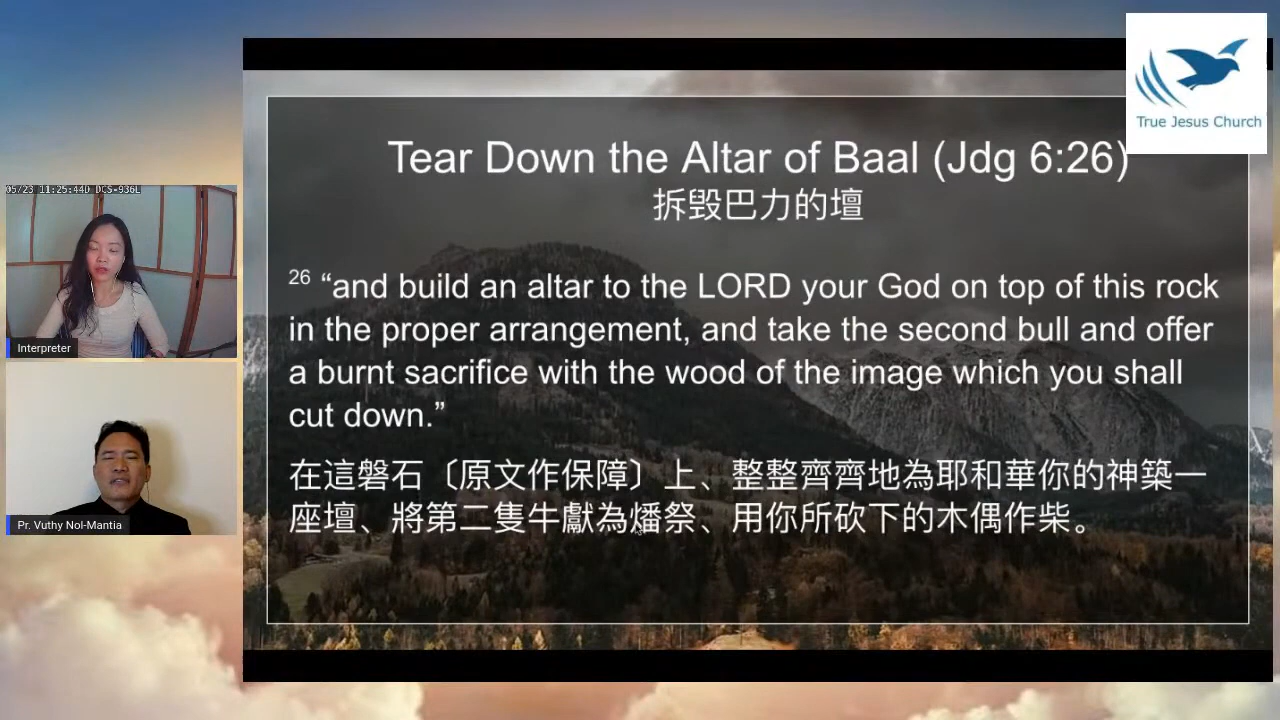 True Jesus Church
Tear Down the Altar of Baal (Jdg 6:26)
拆毀巴力的壇
26 “and build an altar to the LORD your God on top of this rock
in the proper arrangement, and take the second bull and offer
a burnt sacrifice with the wood of the image which you shall
cut down.”
在這磐石〔原文作保障〕上、整整齊齊地為耶和華你的神築一
座壇、將第二隻牛獻為燔祭、用你所砍下的木偶作柴。
05/23 11:25:44D DCS-936L
Interpreter
Pr. Vuthy Nol-Mantia